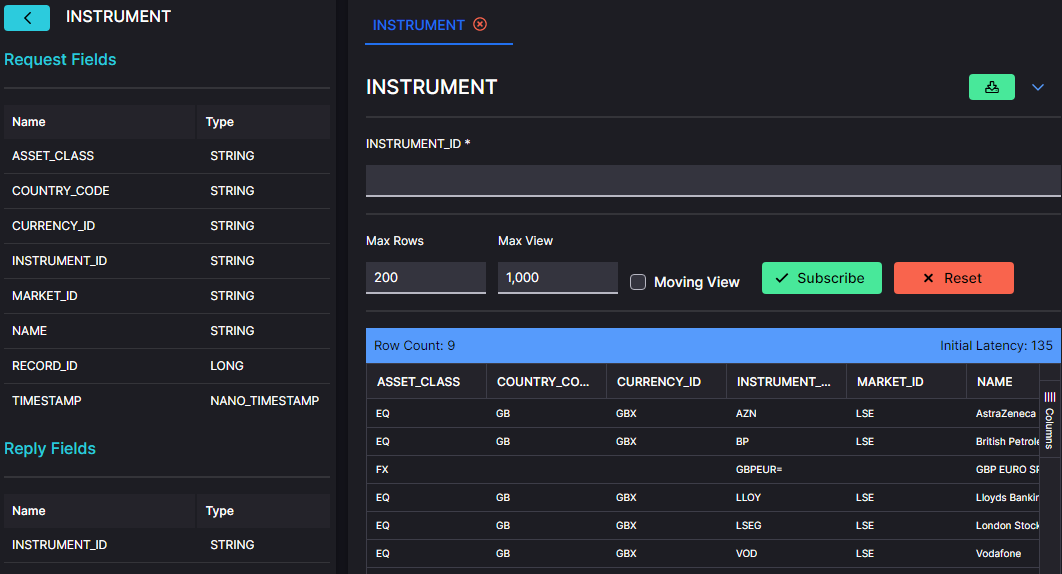 INSTRUMENT
Request Fields
Name Type
ASSET_CLASS STRING
COUNTRY_CODE STRING
CURRENCY_ID STRING
INSTRUMENT_ID STRING
MARKET_ID STRING
NAME STRING
RECORD_ID LONG
TIMESTAMP NANO_TIMESTAMP
Reply Fields
Name Type
INSTRUMENT_ID STRING
INSTRUMENT
INSTRUMENT
INSTRUMENT_ID *
Max Rows Max View
200 1,000 Moving View Subscribe Reset
Row Count: 9 Initial Latency: 135
ASSET_CLASS COUNTRY_CO... CURRENCY_ID INSTRUMENT_... MARKET_ID NAME
EQ GB GBX AZN LSE AstraZeneca
EQ GB GBX BP LSE British Petrole
FX GBPEUR= GBP EURO SP
EQ GB GBX LLOY LSE Lloyds Bankin
EQ GB GBX LSEG LSE London Stock
EQ GB GBX VOD LSE Vodafone
Columns